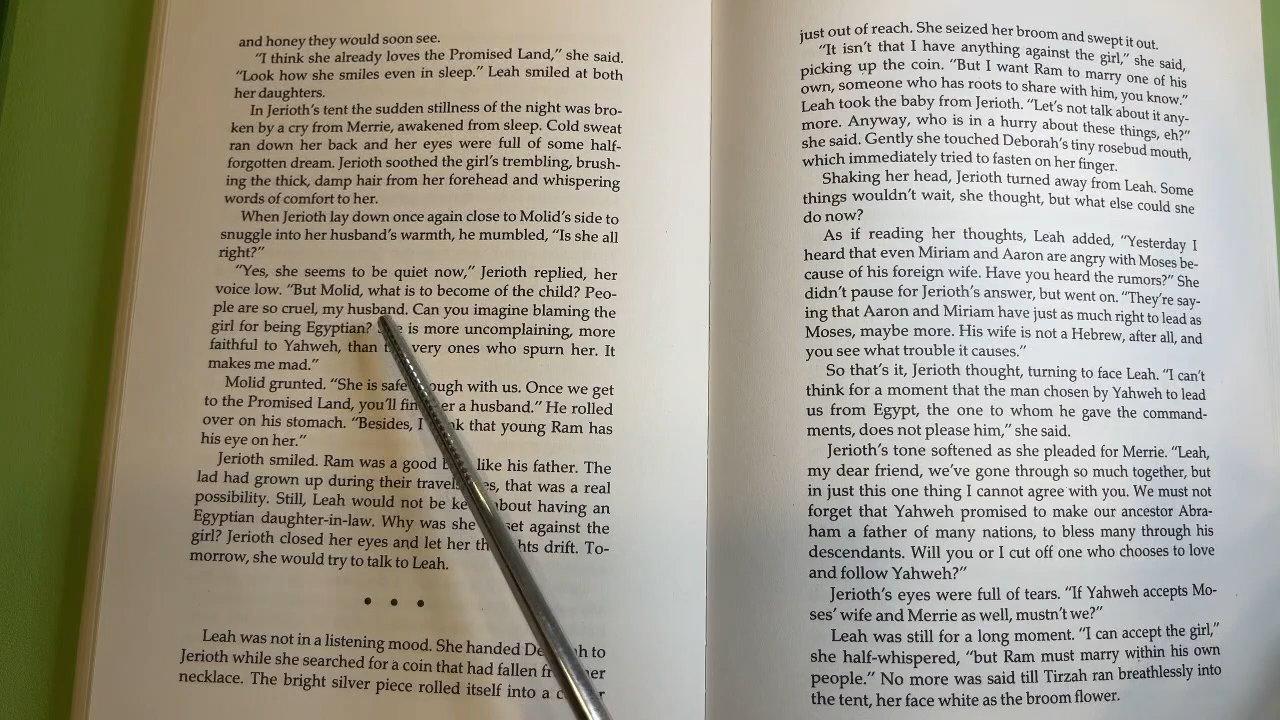 and honey they would soon see.
"I think she already loves the Promised Land," she said.
"Look how she smiles even in sleep." Leah smiled at both
her daughters.
In Jerioth's tent the sudden stillness of the night was bro-
ken by a cry from Merrie, awakened from sleep. Cold sweat
ran down her back and her eyes were full of some half-
forgotten dream. Jerioth soothed the girl's trembling, brush-
ing the thick, damp hair from her forehead and whispering
words of comfort to her.
When Jerioth lay down once again close to Molid's side to
snuggle into her husband's warmth, he mumbled, "Is she all
right?"
"Yes, she seems to be quiet now," Jerioth replied, her
voice low. "But Molid, what is to become of the child? Peo-
ple are so cruel, my husband. Can you imagine blaming the
girl for being Egyptian? is more uncomplaining, more
faithful to Yahweh, than very ones who spurn her. It
makes me mad."
Molid grunted. "She is safe with us. Once we get
to the Promised Land, you'll a husband." He rolled
over on his stomach. "Besides, I that young Ram has
his eye on her."
Jerioth smiled. Ram was a good like his father. The
lad had grown up during their that was a real
possibility. Still, Leah would not be about having an
Egyptian daughter-in-law. Why was she against the
girl? Jerioth closed her eyes and let her drift. To-
morrow, she would try to talk to Leah.
• • •
Leah was not in a listening mood. She handed to
Jerioth while she searched for a coin that had fallen
necklace. The bright silver piece rolled itself into a
just out of reach. She seized her broom and swept it out.
"It isn't that I have anything against the girl," she said,
picking up the coin. "But I want Ram to marry one of his
own, someone who has roots to share with him, you know."
Leah took the baby from Jerioth. "Let's not talk about it any-
more. Anyway, who is in a hurry about these things, eh?"
she said. Gently she touched Deborah's tiny rosebud mouth,
which immediately tried to fasten on her finger.
Shaking her head, Jerioth turned away from Leah. Some
things wouldn't wait, she thought, but what else could she
do now?
As if reading her thoughts, Leah added, "Yesterday I
heard that even Miriam and Aaron are angry with Moses be-
cause of his foreign wife. Have you heard the rumors?" She
didn't pause for Jerioth's answer, but went on. "They're say-
ing that Aaron and Miriam have just as much right to lead as
Moses, maybe more. His wife is not a Hebrew, after all, and
you see what trouble it causes."
So that's it, Jerioth thought, turning to face Leah. "I can't
think for a moment that the man chosen by Yahweh to lead
us from Egypt, the one to whom he gave the command-
ments, does not please him," she said.
Jerioth's tone softened as she pleaded for Merrie. "Leah,
my dear friend, we've gone through so much together, but
in just this one thing I cannot agree with you. We must not
forget that Yahweh promised to make our ancestor Abra-
ham a father of many nations, to bless many through his
descendants. Will you or I cut off one who chooses to love
and follow Yahweh?"
Jerioth's eyes were full of tears. "If Yahweh accepts Mo-
ses' wife and Merrie as well, mustn't we?"
Leah was still for a long moment. "I can accept the girl,"
she half-whispered, "but Ram must marry within his own
people." No more was said till Tirzah ran breathlessly into
the tent, her face white as the broom flower.